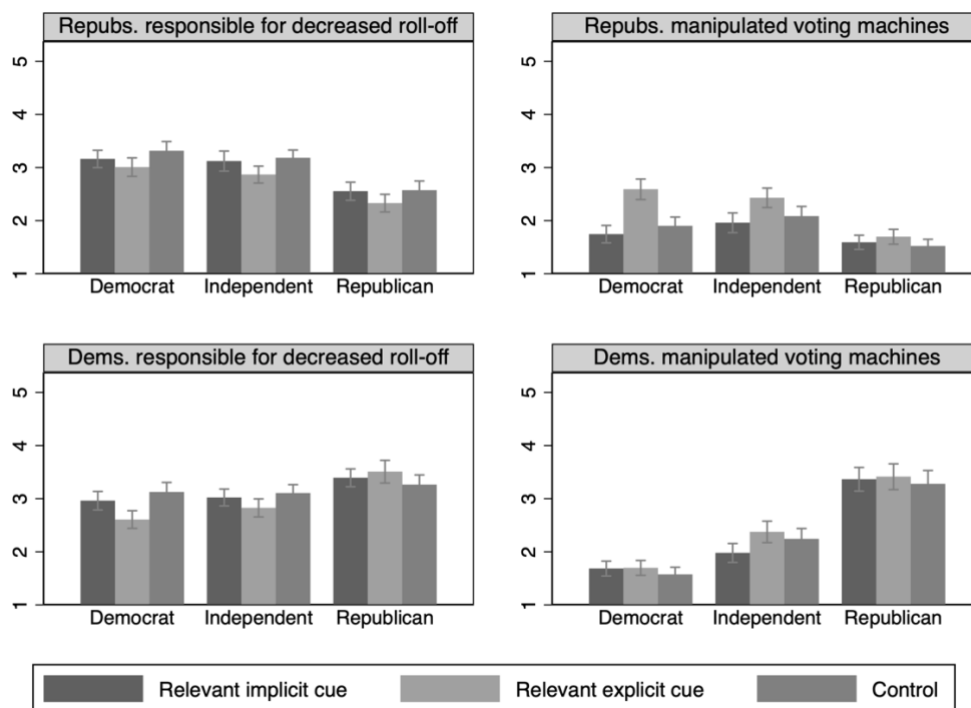 Repubs. responsible for decreased roll-off
5
4
3
2
1
Democrat Independent Republican
Repubs. manipulated voting machines
5
4
3
2
1
Democrat Independent Republican
Dems. responsible for decreased roll-off
5
4
3
2
1
Democrat Independent Republican
Dems. manipulated voting machines
5
4
3
2
1
Democrat Independent Republican
Relevant implicit cue Relevant explicit cue Control